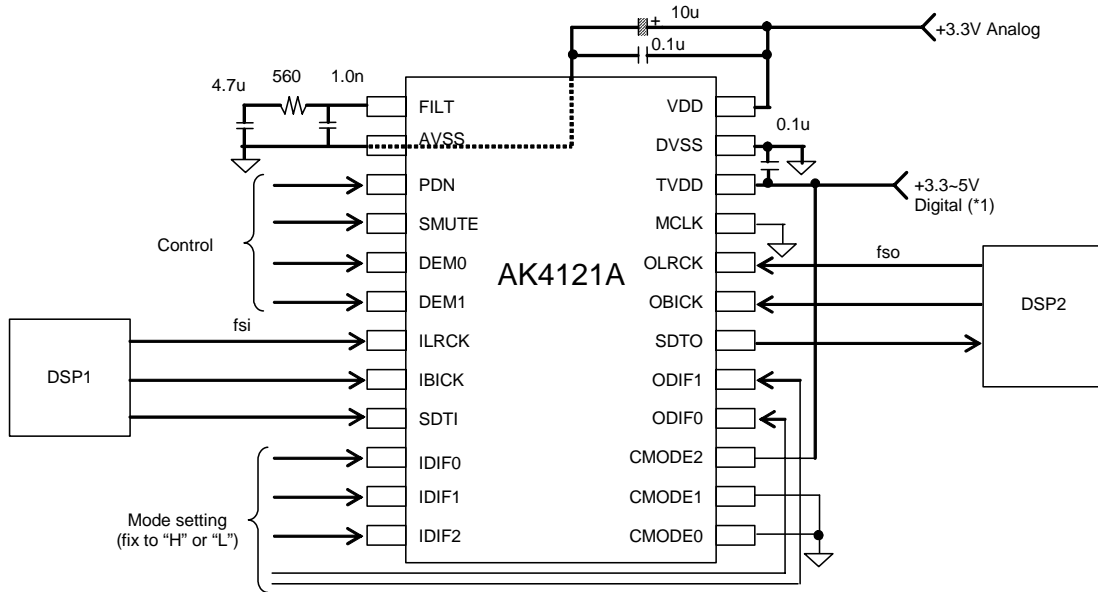 10u
+
+3.3V Analog
0.1u
4.7u
560
1.0n
FILT
VDD
0.1u
AVSS
DVSS
PDN
TVDD
+3.3~5V
Digital (*1)
SMUTE
MCLK
Control
DEM0
AK4121A
OLRCK
fso
DEM1
OBICK
DSP2
fsi
ILRCK
SDTO
DSP1
IBICK
ODIF1
SDTI
ODIF0
IDIF0
CMODE2
IDIF1
CMODE1
Mode setting
(fix to “H” or “L”)
IDIF2
CMODE0